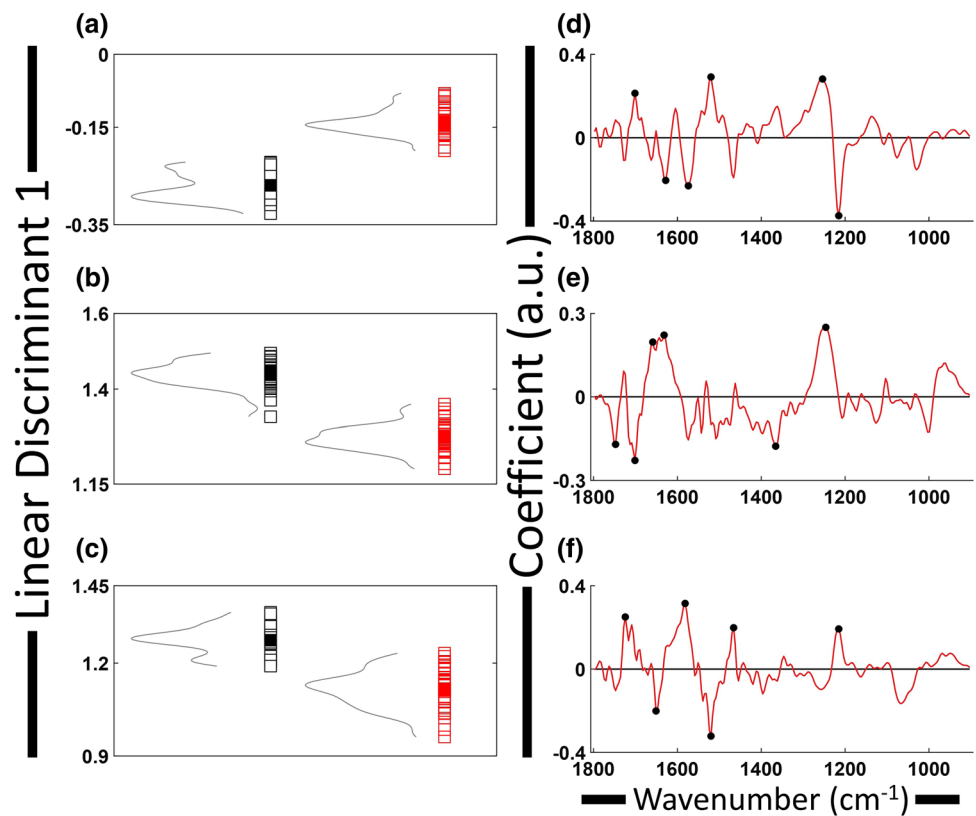 Linear Discriminant 1
(a)
0
-0.15
-0.35
(b)
1.6
1.4
1.15
(c)
1.45
1.2
0.9
Coefficient (a.u.)
(d)
0.4
0
-0.4
1800 1600 1400 1200 1000
(e)
0.3
0
-0.3
1800 1600 1400 1200 1000
(f)
0.4
0
-0.4
1800 1600 1400 1200 1000
Wavenumber (cm⁻¹)